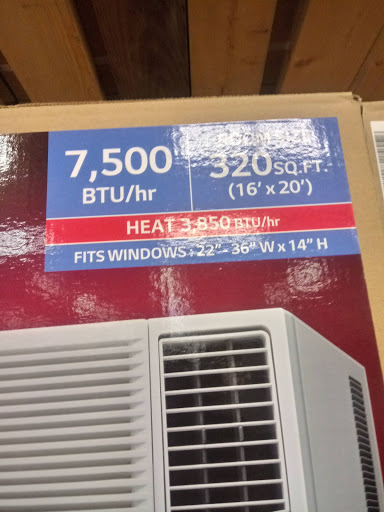 7,500
BTU/hr
320 SQ.FT.
(16' x 20')
HEAT 3,850 BTU/hr
FITS WINDOWS : 22" - 36" W x 14" H